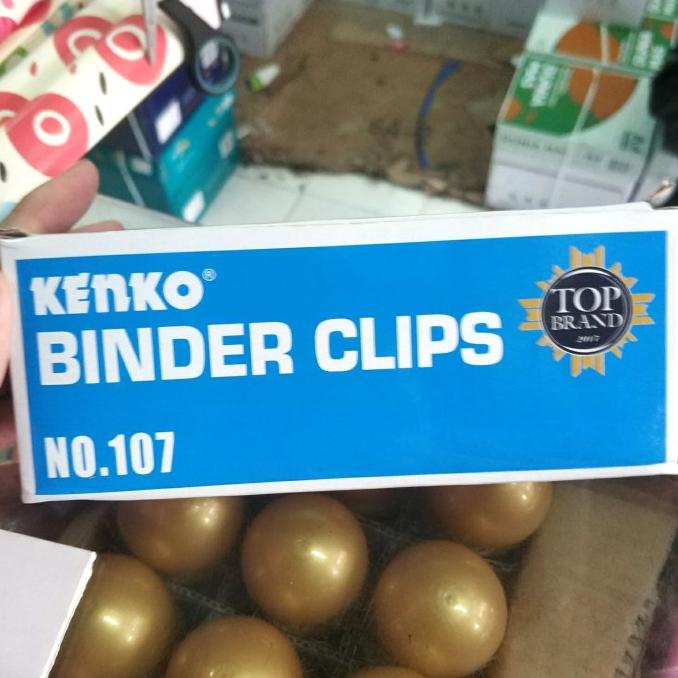 KENKO®
BINDER CLIPS
NO.107
TOP
BRAND
2017